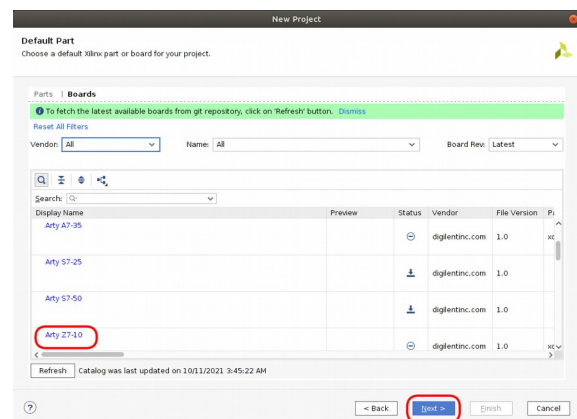 New Project
Default Part
Choose a default Xilinx part or board for your project.
Parts | Boards
To fetch the latest available boards from git repository, click on 'Refresh' button. Dismiss
Reset All Filters
Vendor: All Name: All Board Rev: Latest
Search: Q-
Display Name Preview Status Vendor File Version Pa
Arty A7-35 digilentinc.com 1.0 xc
Arty S7-25 digilentinc.com 1.0
Arty S7-50 digilentinc.com 1.0
Arty Z7-10 digilentinc.com 1.0 xc
Refresh Catalog was last updated on 10/11/2021 3:45:22 AM
? < Back Next > Finish Cancel